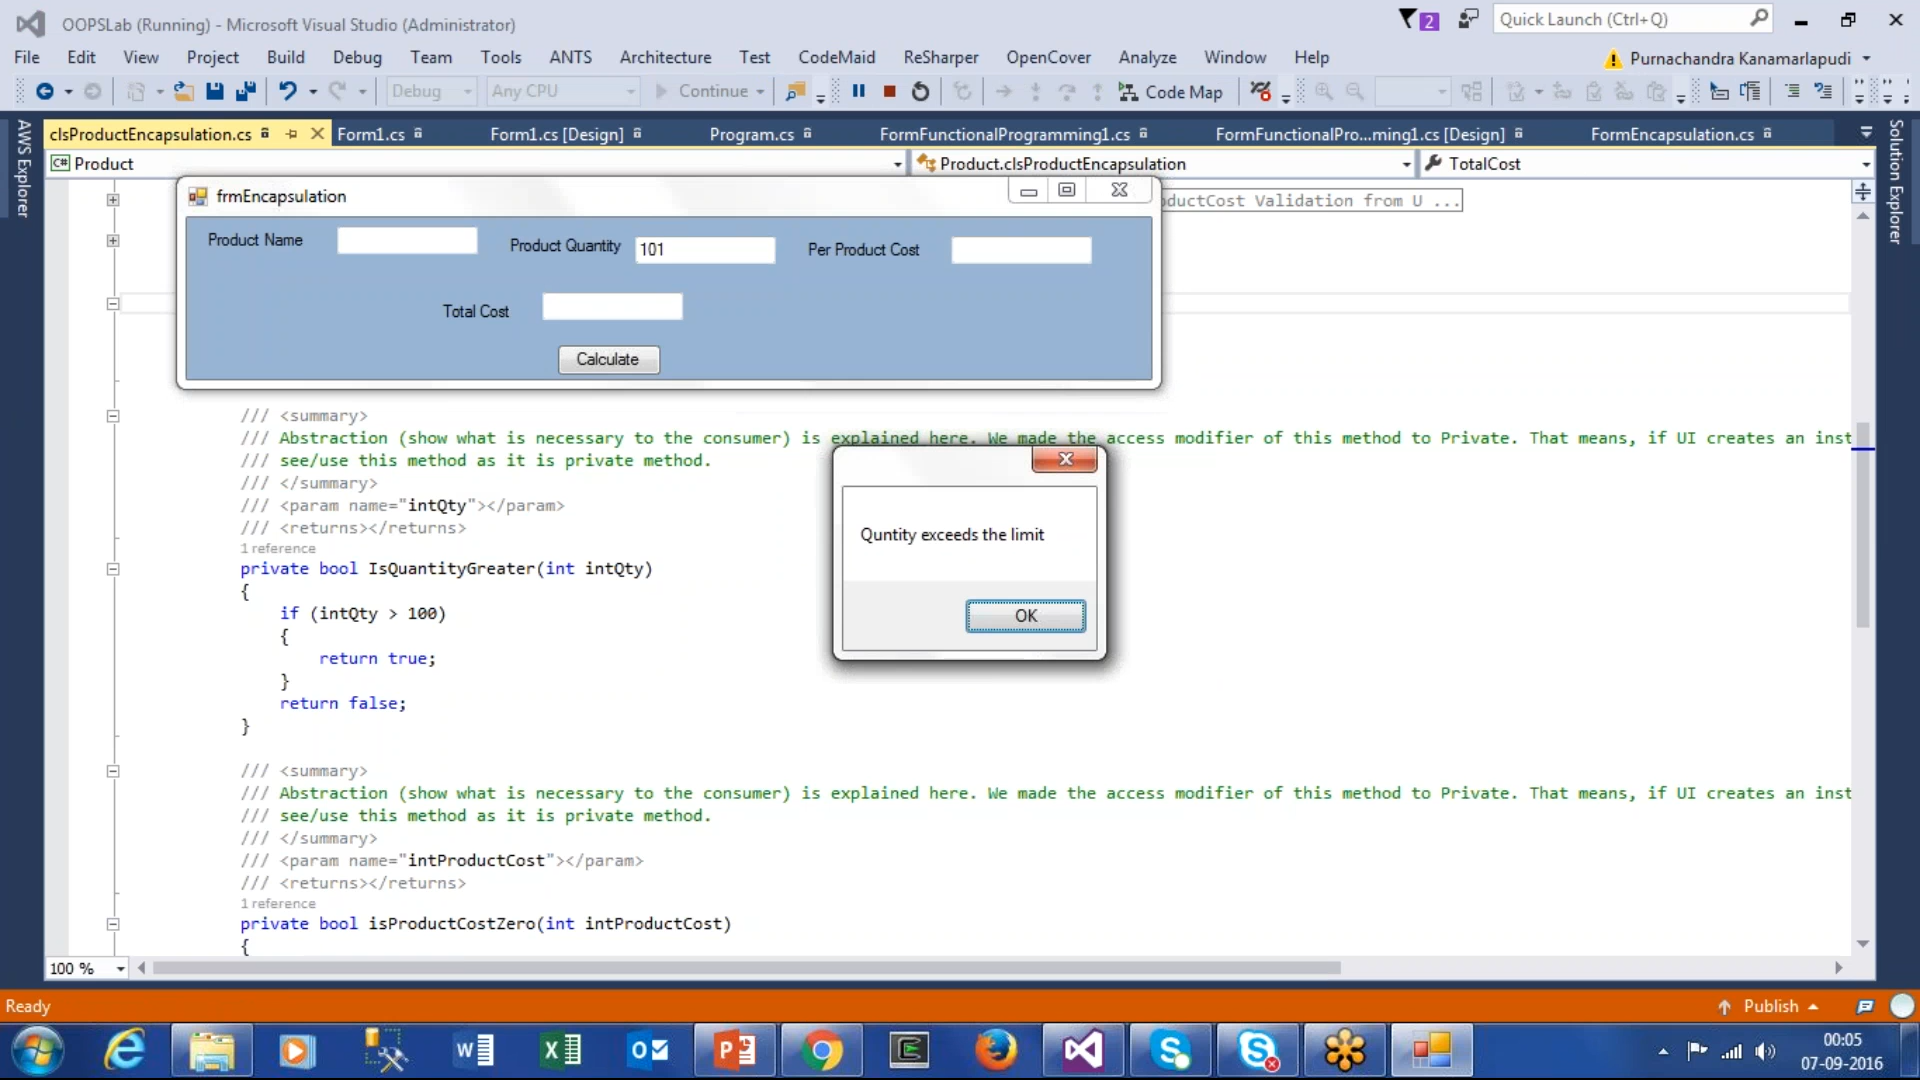 OOPSLab (Running) - Microsoft Visual Studio (Administrator)
2
Quick Launch (Ctrl+Q)
File Edit View Project Build Debug Team Tools ANTS Architecture Test CodeMaid ReSharper OpenCover Analyze Window Help
Purnachandra Kanamarlapudi
Debug Any CPU Continue Code Map
AWS Explorer
Solution Explorer
clsProductEncapsulation.cs Form1.cs Form1.cs [Design] Program.cs FormFunctionalProgramming1.cs FormFunctionalPro...ming1.cs [Design] FormEncapsulation.cs
C# Product Product.clsProductEncapsulation TotalCost
frmEncapsulation
ductCost Validation from U ...
Product Name Product Quantity 101 Per Product Cost
Total Cost
Calculate
/// <summary>
/// Abstraction (show what is necessary to the consumer) is explained here. We made the access modifier of this method to Private. That means, if UI creates an inst
/// see/use this method as it is private method.
/// </summary>
/// <param name="intQty"></param>
/// <returns></returns>
1 reference
private bool IsQuantityGreater(int intQty)
{
if (intQty > 100)
{
return true;
}
return false;
}
Quntity exceeds the limit
OK
/// <summary>
/// Abstraction (show what is necessary to the consumer) is explained here. We made the access modifier of this method to Private. That means, if UI creates an inst
/// see/use this method as it is private method.
/// </summary>
/// <param name="intProductCost"></param>
/// <returns></returns>
1 reference
private bool isProductCostZero(int intProductCost)
{
100 %
Ready
Publish
00:05
07-09-2016